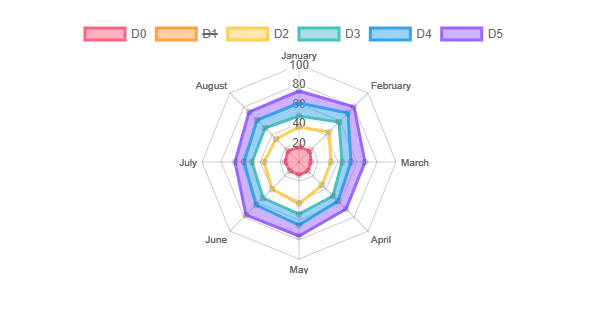 D0 D1 D2 D3 D4 D5
January
100
August
80
February
60
40
20
July
March
June
April
May